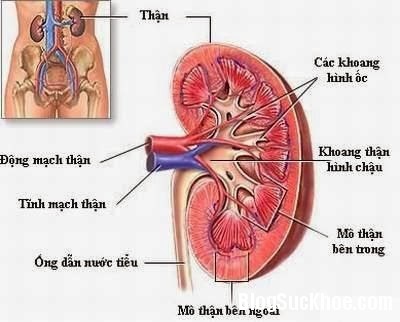 Thận
Các khoang
hình ốc
Động mạch thận
Khoang thận
hình chậu
Tĩnh mạch thận
Mô thận
bên trong
Ống dẫn nước tiểu
Mô thận bên ngoài
BlogSucKhoe.com